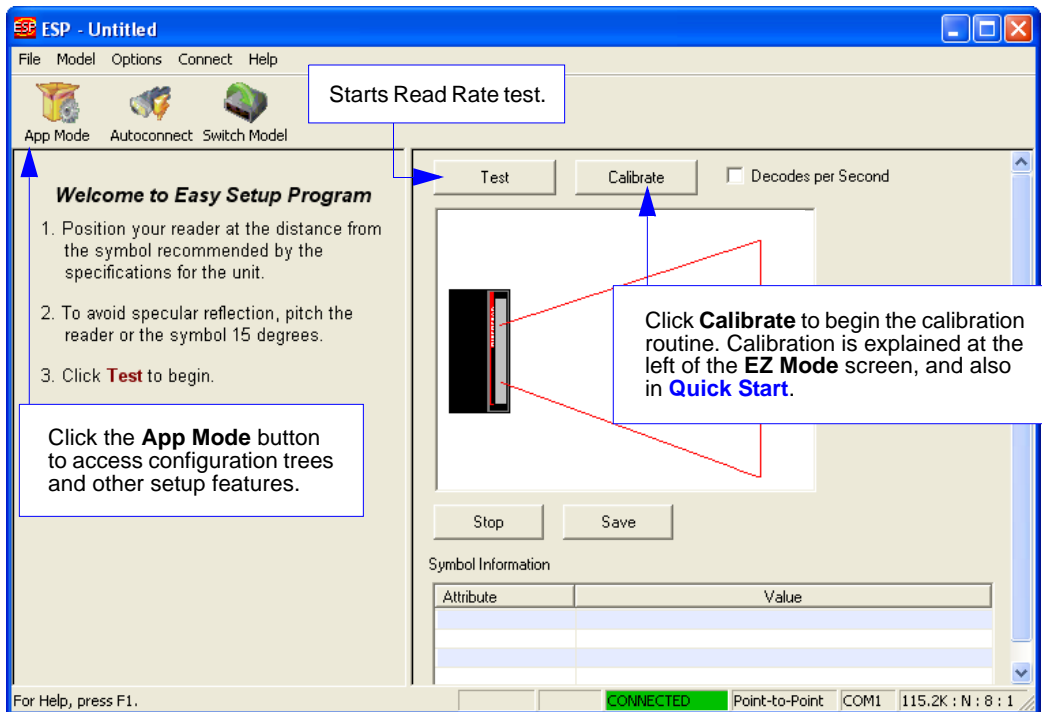 ESP - Untitled
File Model Options Connect Help
App Mode Autoconnect Switch Model
Starts Read Rate test.
Welcome to Easy Setup Program
1. Position your reader at the distance from
the symbol recommended by the
specifications for the unit.
2. To avoid specular reflection, pitch the
reader or the symbol 15 degrees.
3. Click Test to begin.
Click the App Mode button
to access configuration trees
and other setup features.
Test Calibrate Decodes per Second
Click Calibrate to begin the calibration
routine. Calibration is explained at the
left of the EZ Mode screen, and also
in Quick Start.
Stop Save
Symbol Information
Attribute Value
For Help, press F1.
CONNECTED Point-to-Point COM1 115.2K : N : 8 : 1